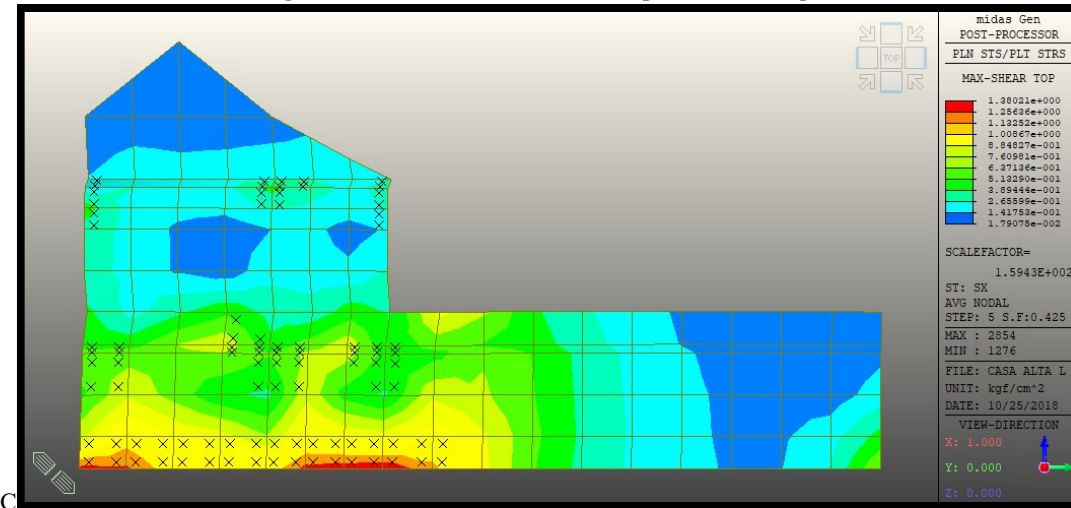 midas Gen
POST-PROCESSOR
PLN STS/PLT STRS
MAX-SHEAR TOP
1.38021e+000
1.25636e+000
1.13252e+000
1.00867e+000
8.84827e-001
7.60981e-001
6.37136e-001
5.13290e-001
3.89444e-001
2.65599e-001
1.41753e-001
1.79075e-002
SCALEFACTOR=
1.5943E+002
ST: SX
AVG NODAL
STEP: 5 S.F:0.425
MAX : 2854
MIN : 1276
FILE: CASA ALTA L
UNIT: kgf/cm^2
DATE: 10/25/2018
VIEW-DIRECTION
X: 1.000
Y: 0.000
Z: 0.000
TOP
C